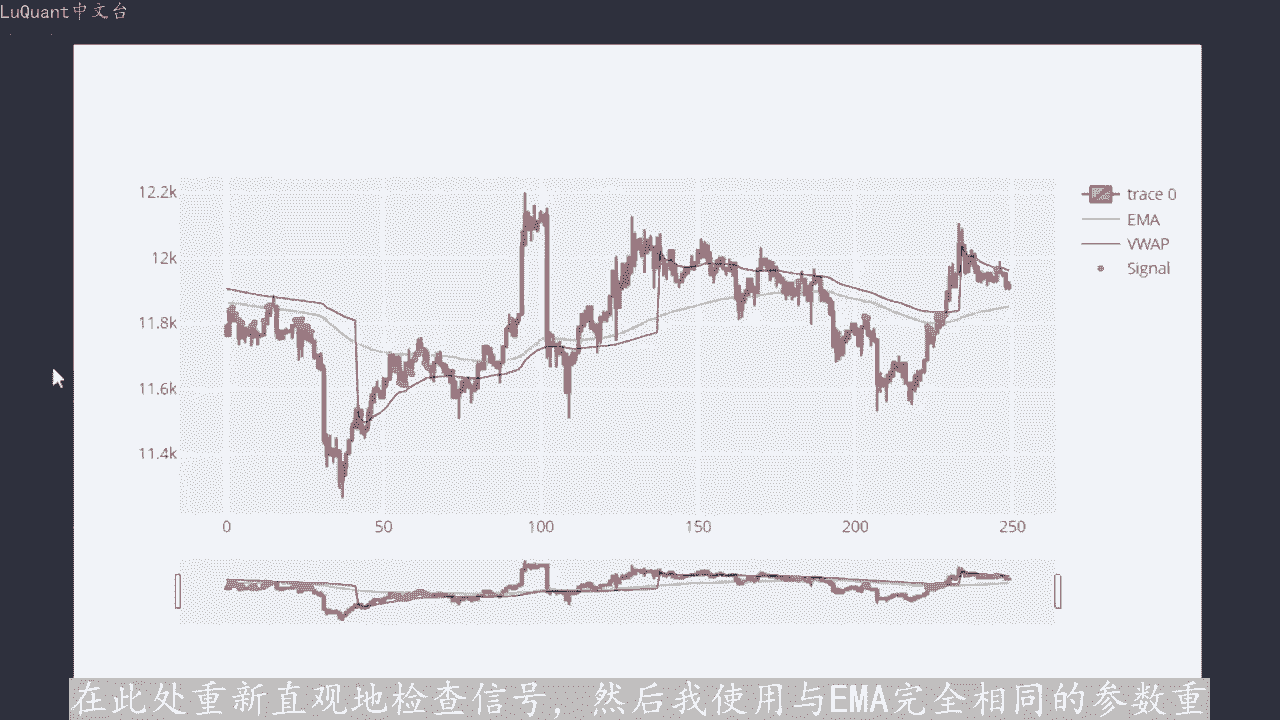 LuQuant中文台
12.2k
12k
11.8k
11.6k
11.4k
0 50 100 150 200 250
trace 0
EMA
VWAP
Signal
在此处重新直观地检查信号，然后我使用与EMA完全相同的参数重